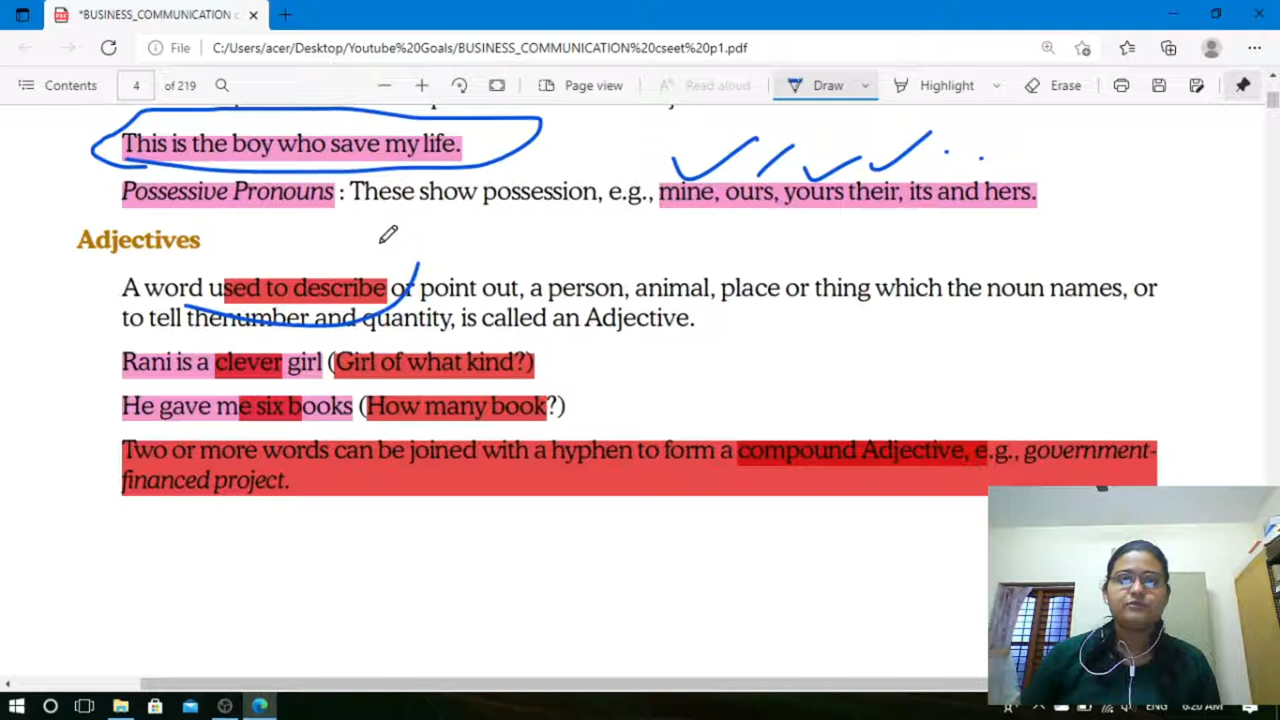 *BUSINESS_COMMUNICATION
File
C:/Users/acer/Desktop/Youtube%20Goals/BUSINESS_COMMUNICATION%20cseet%20p1.pdf
Contents
4
of 219
Page view
Read aloud
Draw
Highlight
Erase
This is the boy who save my life.
Possessive Pronouns : These show possession, e.g., mine, ours, yours their, its and hers.
Adjectives
A word used to describe or point out, a person, animal, place or thing which the noun names, or
to tell thenumber and quantity, is called an Adjective.
Rani is a clever girl (Girl of what kind?)
He gave me six books (How many book?)
Two or more words can be joined with a hyphen to form a compound Adjective, e.g., government-
financed project.
ENG
6:20 AM